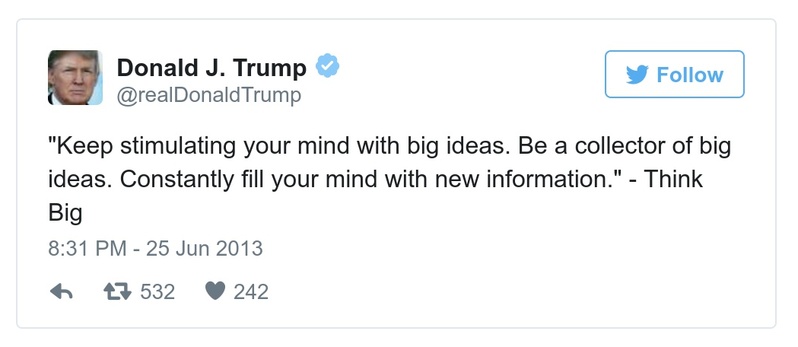 Donald J. Trump
@realDonaldTrump
Follow
"Keep stimulating your mind with big ideas. Be a collector of big
ideas. Constantly fill your mind with new information." - Think
Big
8:31 PM - 25 Jun 2013
532 242